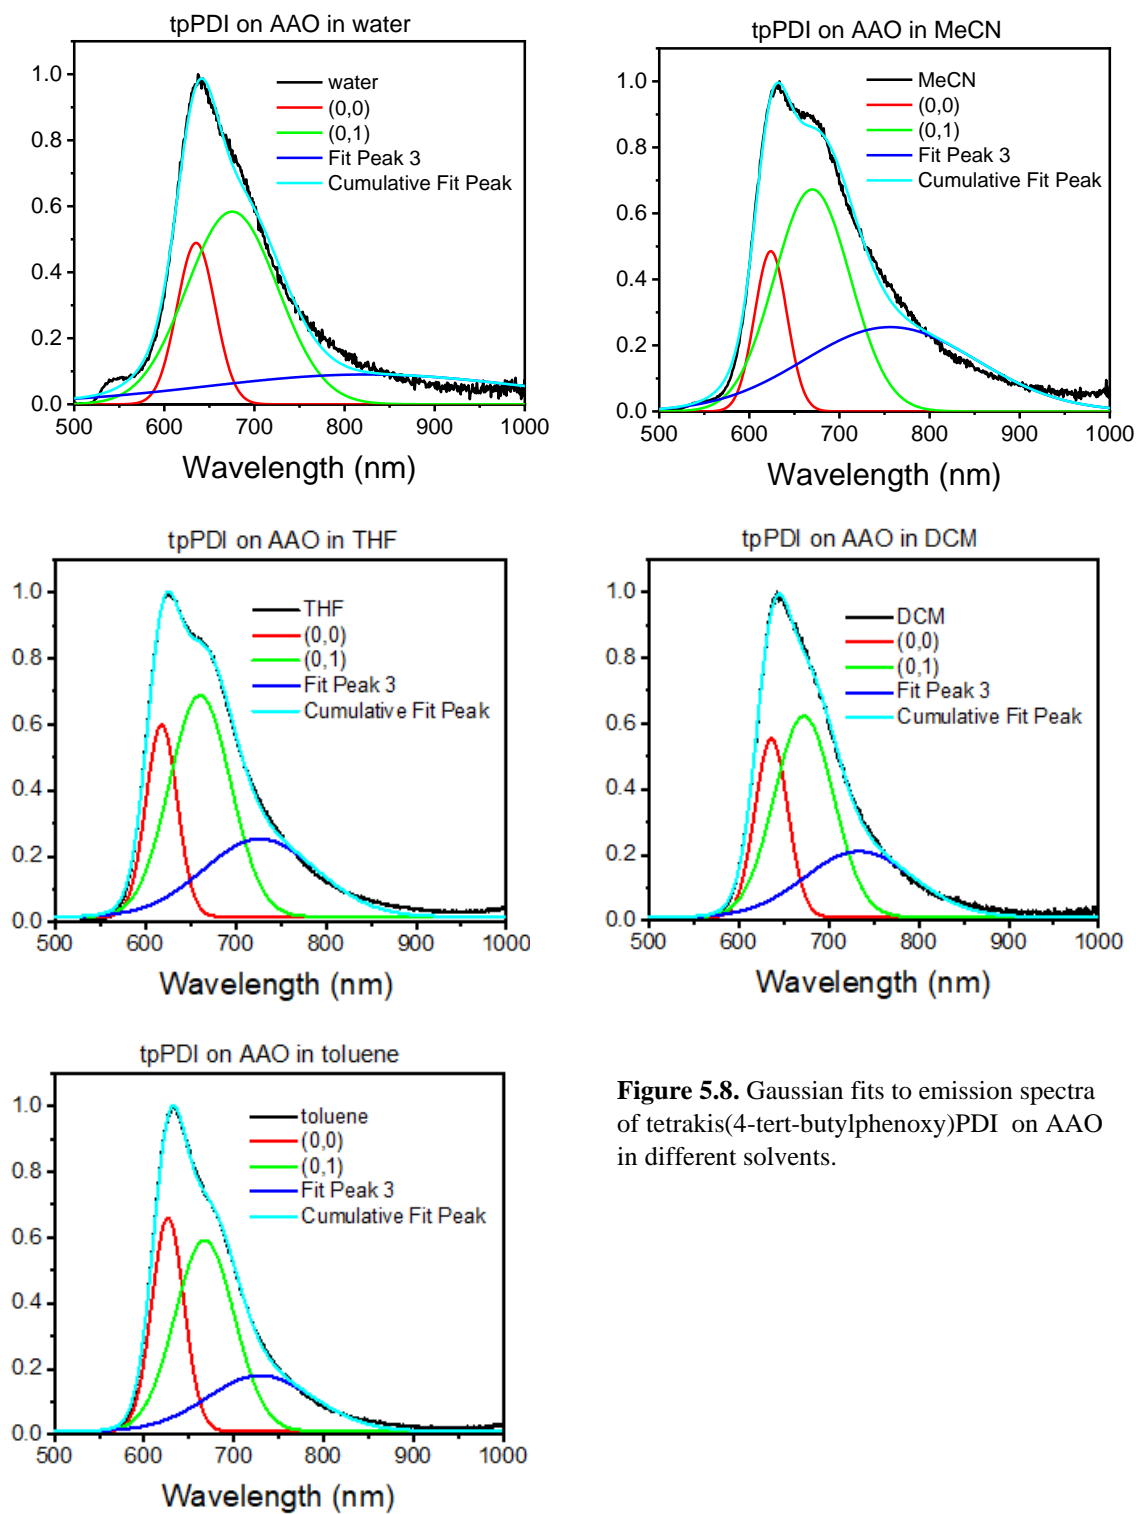 tpPDI on AAO in water
water
(0,0)
(0,1)
Fit Peak 3
Cumulative Fit Peak
1.0
0.8
0.6
0.4
0.2
0.0
500 600 700 800 900 1000
Wavelength (nm)
tpPDI on AAO in MeCN
MeCN
(0,0)
(0,1)
Fit Peak 3
Cumulative Fit Peak
1.0
0.8
0.6
0.4
0.2
0.0
500 600 700 800 900 1000
Wavelength (nm)
tpPDI on AAO in THF
THF
(0,0)
(0,1)
Fit Peak 3
Cumulative Fit Peak
1.0
0.8
0.6
0.4
0.2
0.0
500 600 700 800 900 1000
Wavelength (nm)
tpPDI on AAO in DCM
DCM
(0,0)
(0,1)
Fit Peak 3
Cumulative Fit Peak
1.0
0.8
0.6
0.4
0.2
0.0
500 600 700 800 900 1000
Wavelength (nm)
tpPDI on AAO in toluene
toluene
(0,0)
(0,1)
Fit Peak 3
Cumulative Fit Peak
1.0
0.8
0.6
0.4
0.2
0.0
500 600 700 800 900 1000
Wavelength (nm)
Figure 5.8. Gaussian fits to emission spectra
of tetrakis(4-tert-butylphenoxy)PDI on AAO
in different solvents.